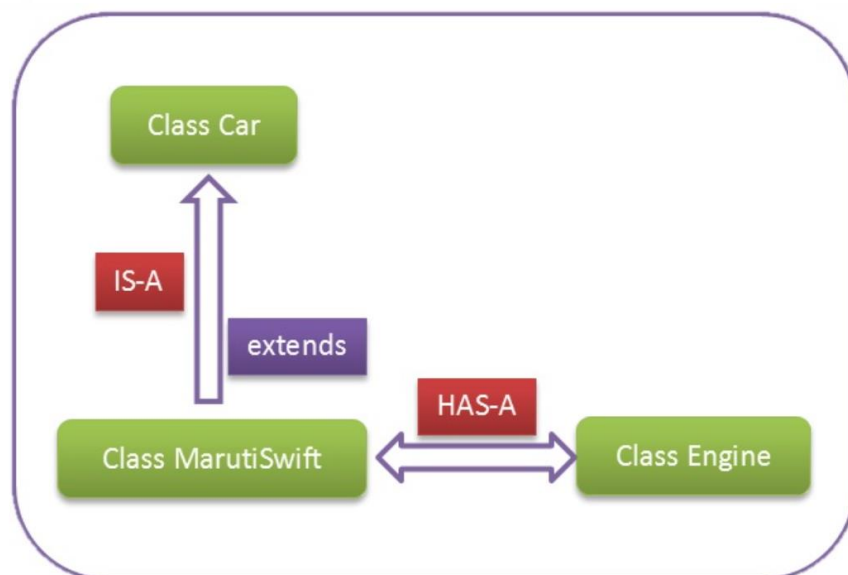 Class Car
IS-A
extends
HAS-A
Class MarutiSwift
Class Engine